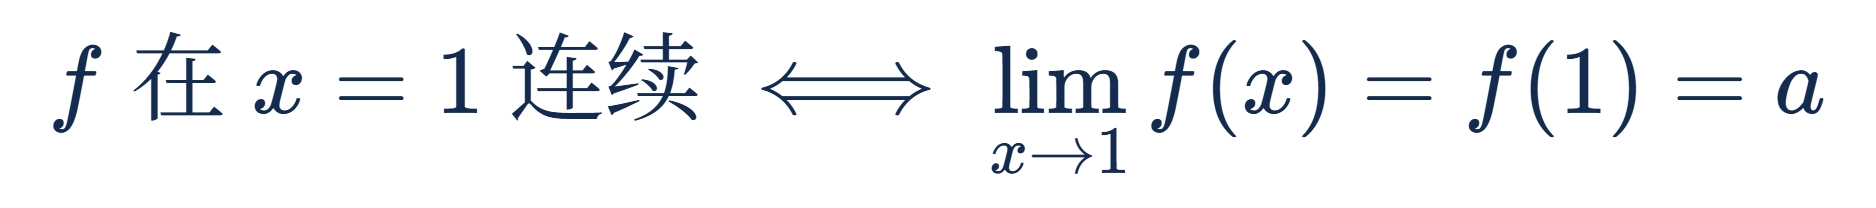 f 在 x = 1 连续 ⟺ lim_{x→1} f(x) = f(1) = a